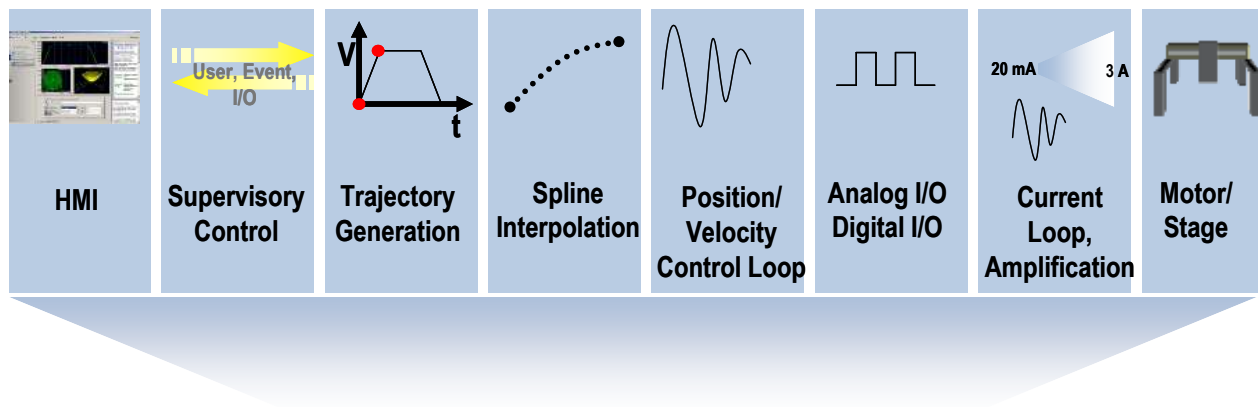 User, Event,
I/O
V
t
20 mA
3 A
HMI
Supervisory
Control
Trajectory
Generation
Spline
Interpolation
Position/
Velocity
Control Loop
Analog I/O
Digital I/O
Current
Loop,
Amplification
Motor/
Stage